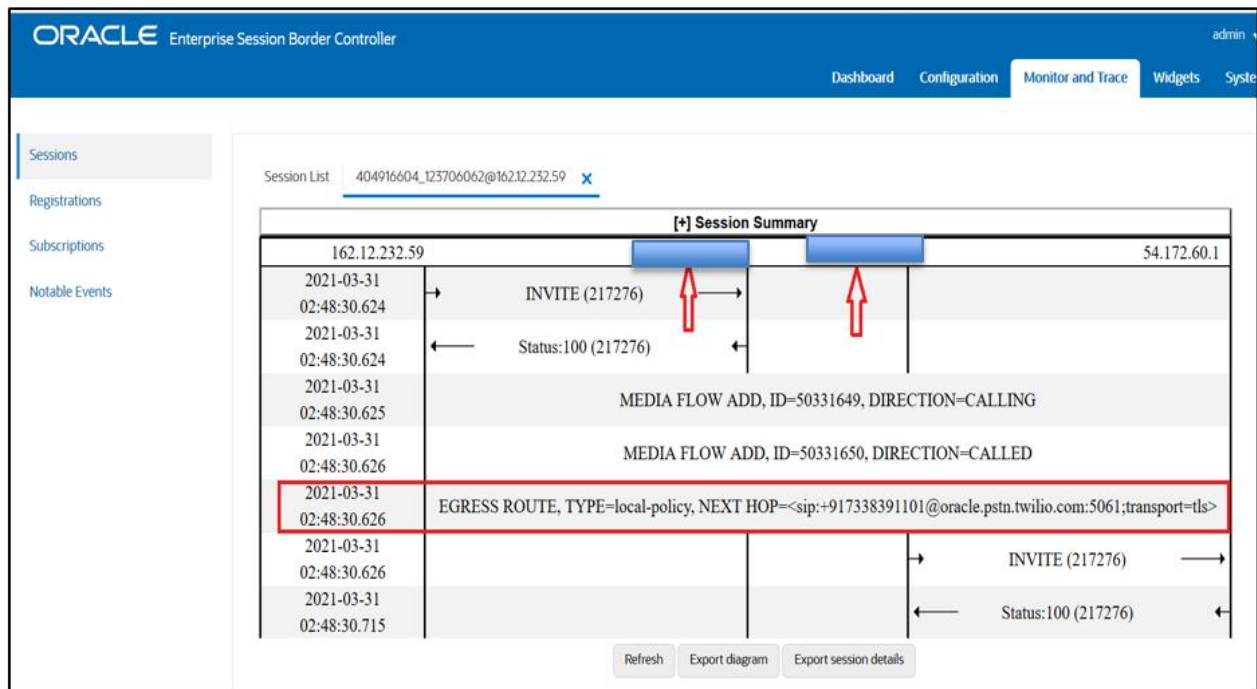 ORACLE Enterprise Session Border Controller
admin
Dashboard Configuration Monitor and Trace Widgets Syste
Sessions
Registrations
Subscriptions
Notable Events
Session List 404916604_123706062@162.12.232.59 X
[+] Session Summary
162.12.232.59 54.172.60.1
2021-03-31
02:48:30.624
INVITE (217276)
2021-03-31
02:48:30.624
Status:100 (217276)
2021-03-31
02:48:30.625
MEDIA FLOW ADD, ID=50331649, DIRECTION=CALLING
2021-03-31
02:48:30.626
MEDIA FLOW ADD, ID=50331650, DIRECTION=CALLED
2021-03-31
02:48:30.626
EGRESS ROUTE, TYPE=local-policy, NEXT HOP=<sip:+917338391101@oracle.pstn.twilio.com:5061;transport=tls>
2021-03-31
02:48:30.626
INVITE (217276)
2021-03-31
02:48:30.715
Status:100 (217276)
Refresh Export diagram Export session details